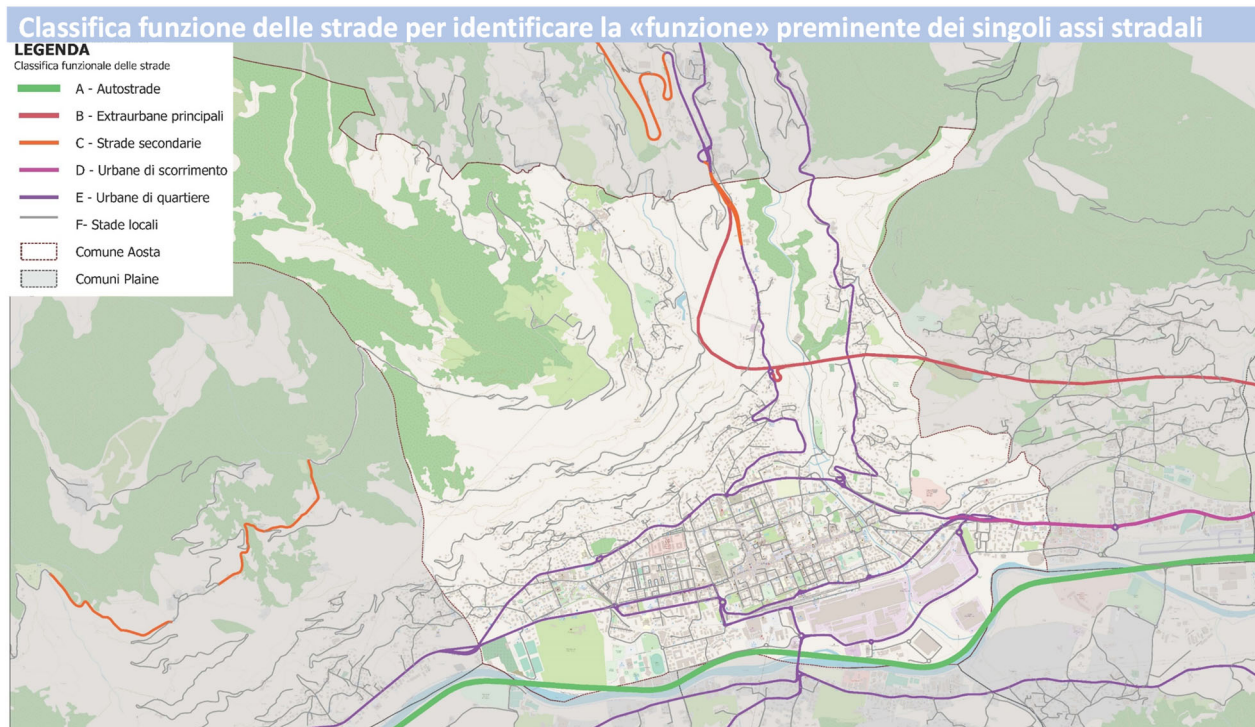 Classifica funzione delle strade per identificare la «funzione» preminente dei singoli assi stradali
LEGENDA
Classifica funzionale delle strade
A - Autostrade
B - Extraurbane principali
C - Strade secondarie
D - Urbane di scorrimento
E - Urbane di quartiere
F- Stade locali
Comune Aosta
Comuni Plaine